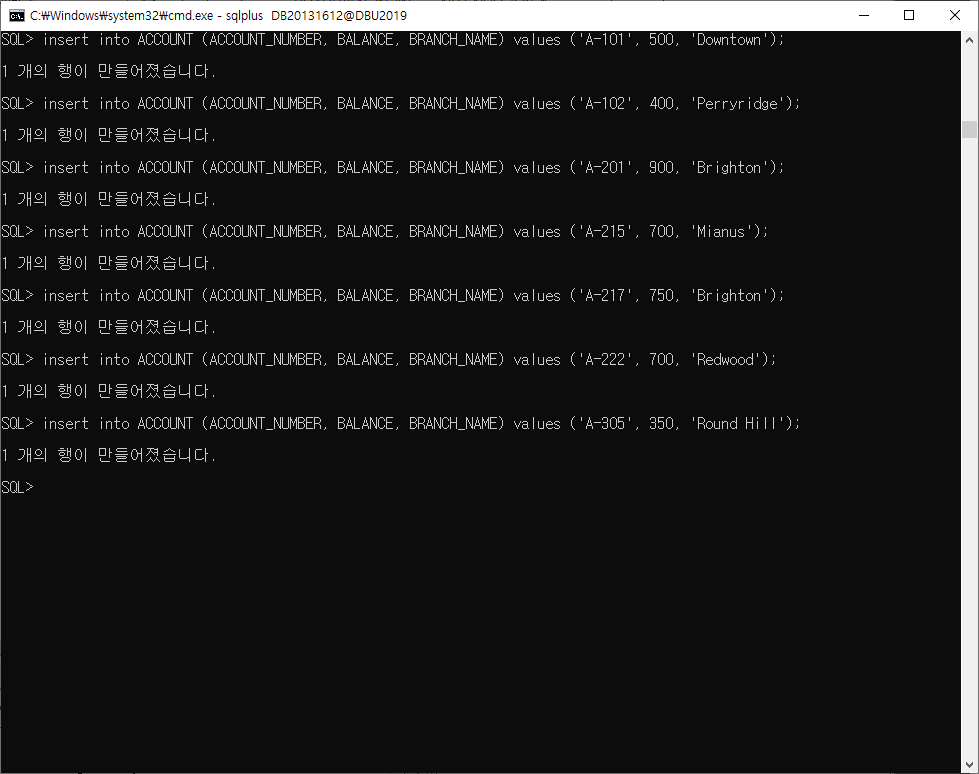 C:₩Windows₩system32₩cmd.exe - sqlplus  DB20131612@DBU2019
SQL> insert into ACCOUNT (ACCOUNT_NUMBER, BALANCE, BRANCH_NAME) values ('A-101', 500, 'Downtown');
1 개의 행이 만들어졌습니다.
SQL> insert into ACCOUNT (ACCOUNT_NUMBER, BALANCE, BRANCH_NAME) values ('A-102', 400, 'Perryridge');
1 개의 행이 만들어졌습니다.
SQL> insert into ACCOUNT (ACCOUNT_NUMBER, BALANCE, BRANCH_NAME) values ('A-201', 900, 'Brighton');
1 개의 행이 만들어졌습니다.
SQL> insert into ACCOUNT (ACCOUNT_NUMBER, BALANCE, BRANCH_NAME) values ('A-215', 700, 'Mianus');
1 개의 행이 만들어졌습니다.
SQL> insert into ACCOUNT (ACCOUNT_NUMBER, BALANCE, BRANCH_NAME) values ('A-217', 750, 'Brighton');
1 개의 행이 만들어졌습니다.
SQL> insert into ACCOUNT (ACCOUNT_NUMBER, BALANCE, BRANCH_NAME) values ('A-222', 700, 'Redwood');
1 개의 행이 만들어졌습니다.
SQL> insert into ACCOUNT (ACCOUNT_NUMBER, BALANCE, BRANCH_NAME) values ('A-305', 350, 'Round Hill');
1 개의 행이 만들어졌습니다.
SQL>